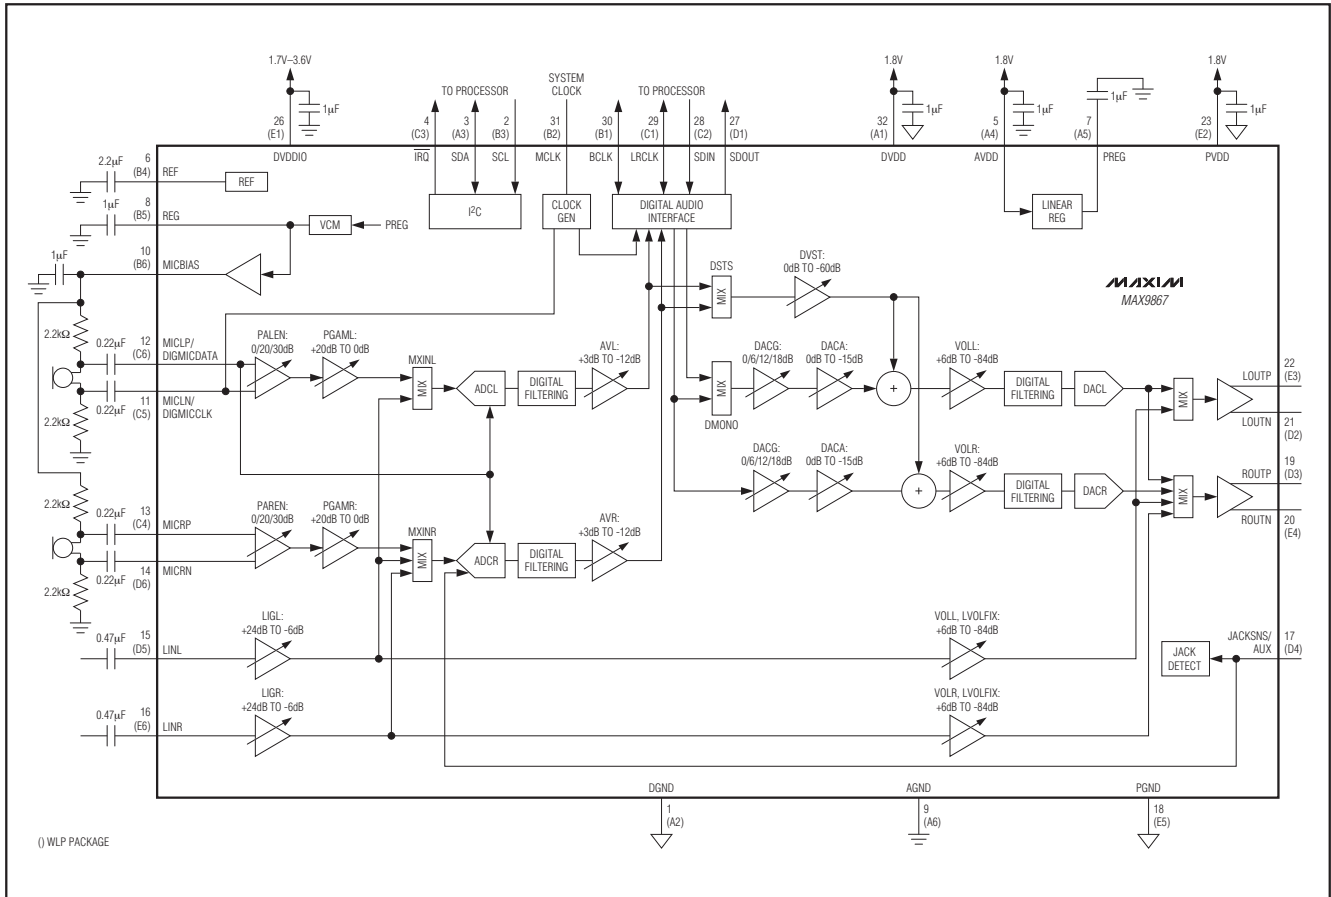 1.7V–3.6V
1µF
26
(E1)
DVDDIO
TO PROCESSOR
4
(C3)
IRQ
3
(A3)
SDA
2
(B3)
SCL
SYSTEM
CLOCK
31
(B2)
MCLK
TO PROCESSOR
30
(B1)
BCLK
29
(C1)
LRCLK
28
(C2)
SDIN
27
(D1)
SDOUT
1.8V
1µF
32
(A1)
DVDD
1.8V
1µF
5
(A4)
AVDD
1µF
7
(A5)
PREG
1.8V
1µF
23
(E2)
PVDD
2.2µF
6
(B4)
REF
REF
1µF
8
(B5)
REG
VCM
PREG
I2C
CLOCK
GEN
DIGITAL AUDIO
INTERFACE
LINEAR
REG
1µF
10
(B6)
MICBIAS
DSTS
MIX
DVST:
0dB TO -60dB
MAXIM
MAX9867
2.2kΩ
0.22µF
12
(C6)
MICLP/
DIGMICDATA
0.22µF
11
(C5)
MICLN/
DIGMICCLK
2.2kΩ
PALEN:
0/20/30dB
PGAML:
+20dB TO 0dB
MXINL
MIX
ADCL
DIGITAL
FILTERING
AVL:
+3dB TO -12dB
MIX
DMONO
DACG:
0/6/12/18dB
DACA:
0dB TO -15dB
+
VOLL:
+6dB TO -84dB
DIGITAL
FILTERING
DACL
MIX
LOUTP
22
(E3)
LOUTN
21
(D2)
DACG:
0/6/12/18dB
DACA:
0dB TO -15dB
+
VOLR:
+6dB TO -84dB
DIGITAL
FILTERING
DACR
MIX
ROUTP
19
(D3)
ROUTN
20
(E4)
2.2kΩ
0.22µF
13
(C4)
MICRP
0.22µF
14
(D6)
MICRN
2.2kΩ
PAREN:
0/20/30dB
PGAMR:
+20dB TO 0dB
MXINR
MIX
ADCR
DIGITAL
FILTERING
AVR:
+3dB TO -12dB
0.47µF
15
(D5)
LINL
LIGL:
+24dB TO -6dB
VOLL, LVOLFIX:
+6dB TO -84dB
JACK
DETECT
JACKSNS/
AUX
17
(D4)
0.47µF
16
(E6)
LINR
LIGR:
+24dB TO -6dB
VOLR, LVOLFIX:
+6dB TO -84dB
DGND
1
(A2)
AGND
9
(A6)
PGND
18
(E5)
() WLP PACKAGE